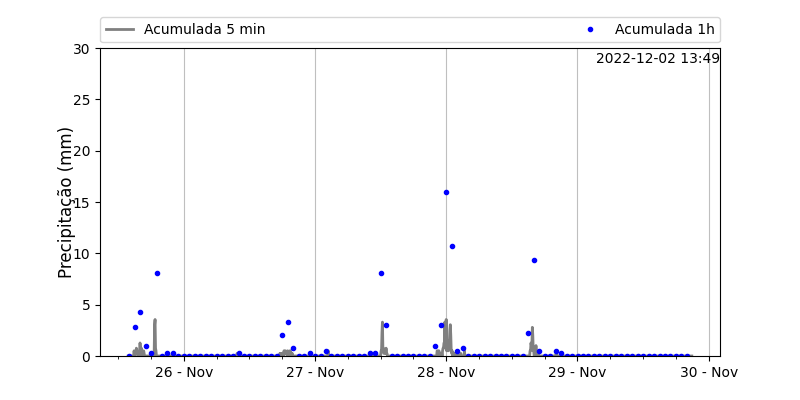 Acumulada 5 min
Acumulada 1h
2022-12-02 13:49
Precipitação (mm)
30
25
20
15
10
5
0
26 - Nov
27 - Nov
28 - Nov
29 - Nov
30 - Nov